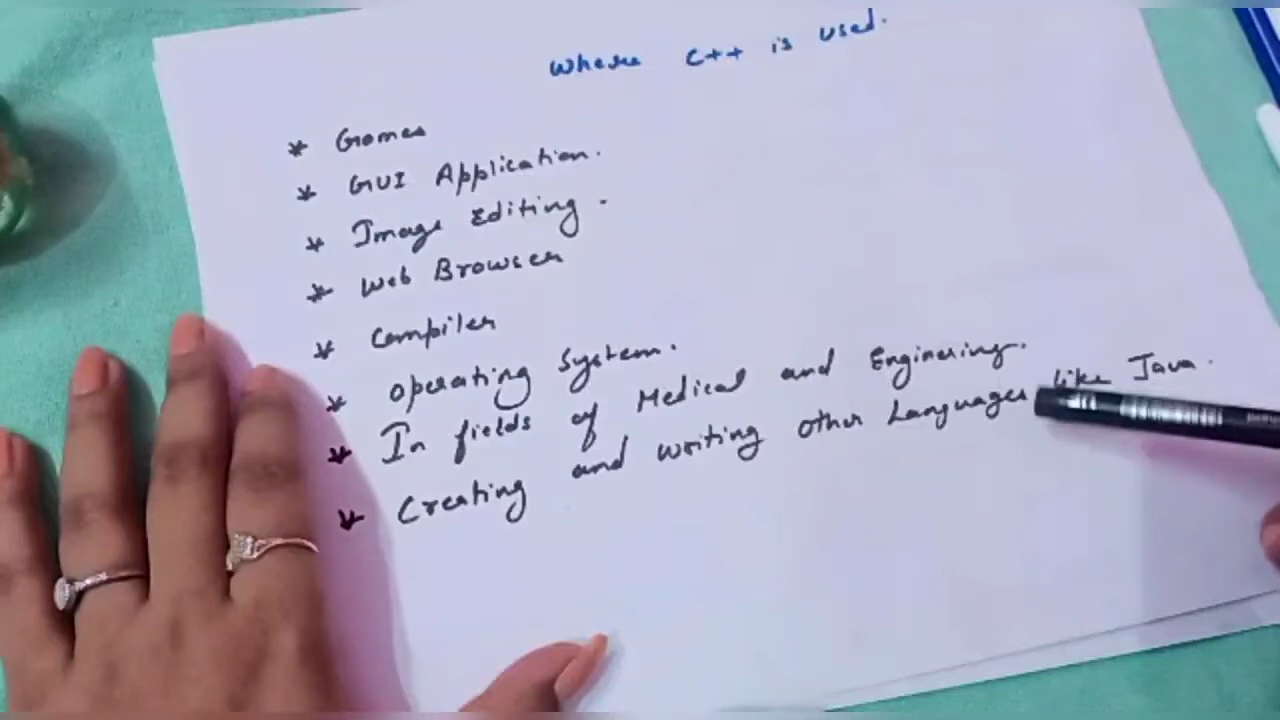 Where C++ is used.
* Games
* GUI Application.
* Image Editing.
* Web Browser
* Compiler
* Operating System.
* In fields of Medical and Enginering.
* Creating and writing other Languages like Java.